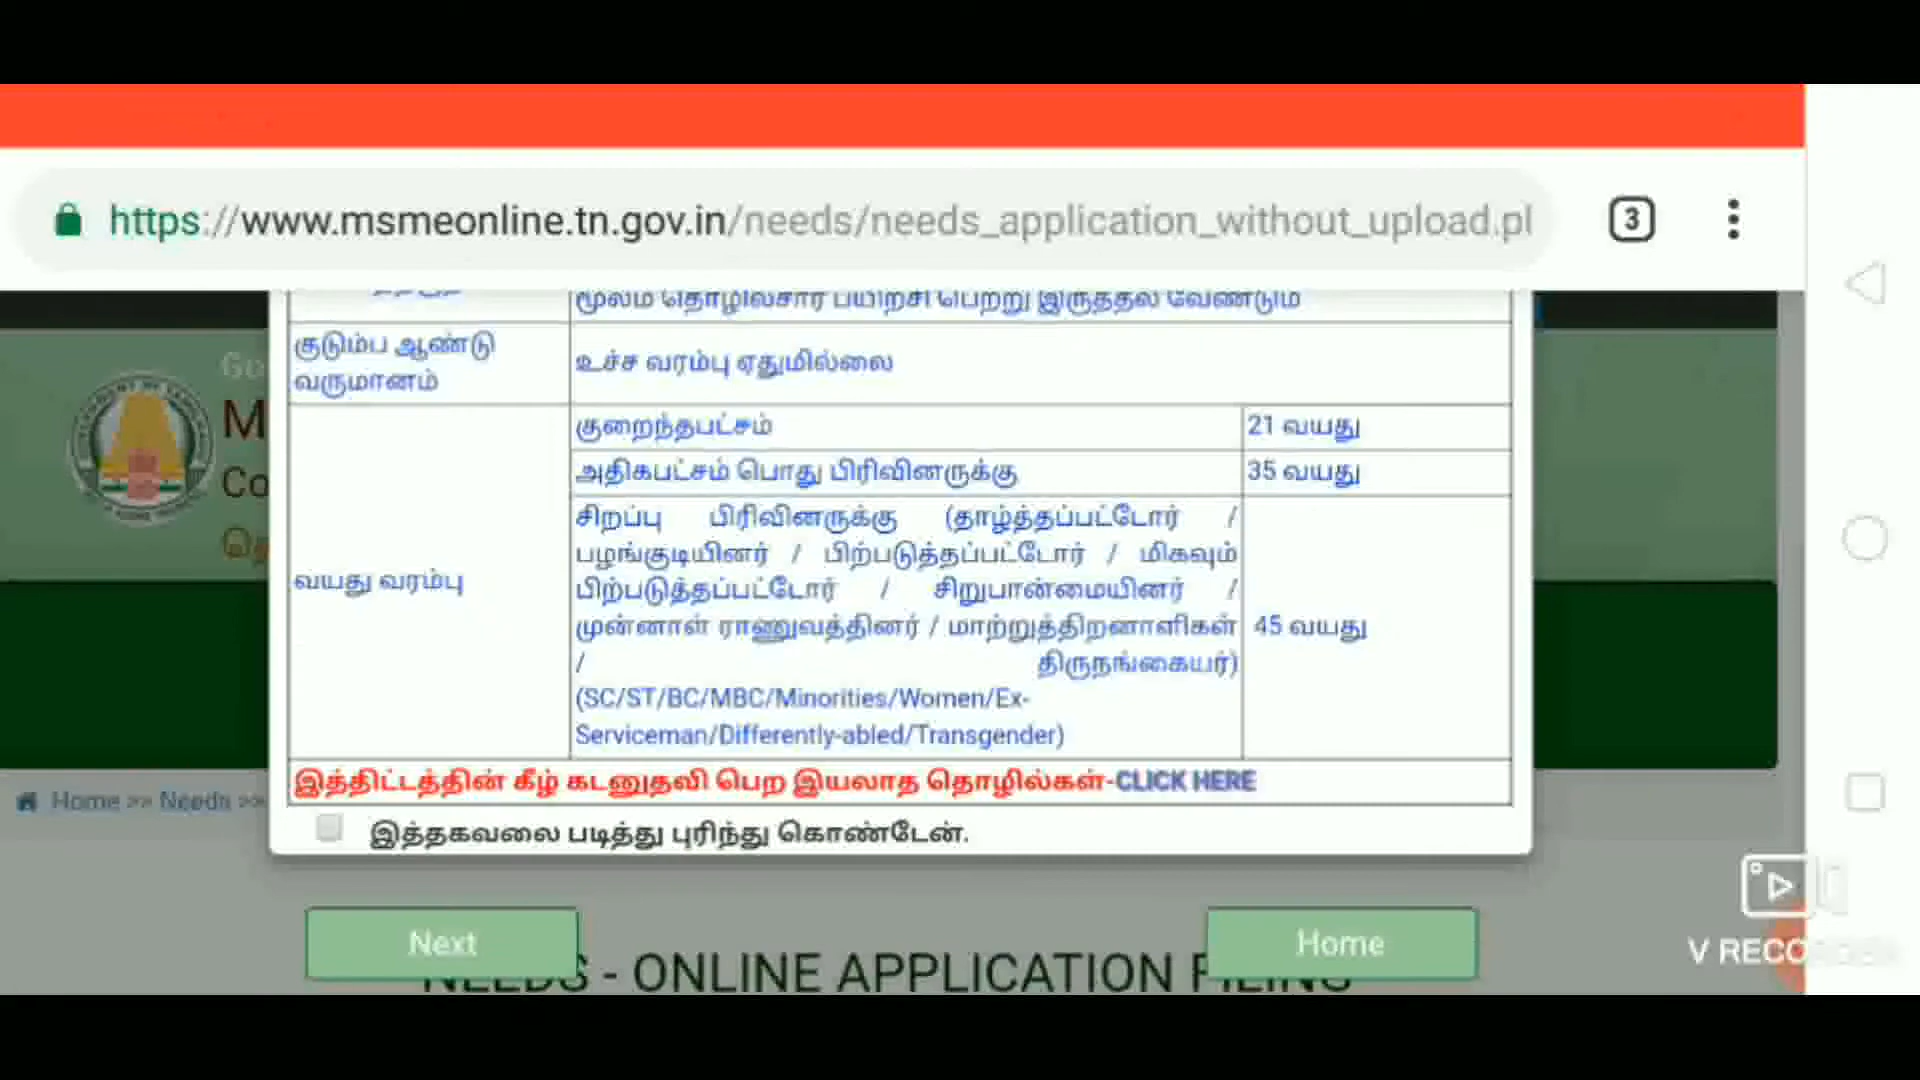 https://www.msmeonline.tn.gov.in/needs/needs_application_without_upload.pl
3
மூலம் தொழில்சார் பயிற்சி பெற்று இருத்தல் வேண்டும்
குடும்ப ஆண்டு
வருமானம்
உச்ச வரம்பு ஏதுமில்லை
குறைந்தபட்சம்
21 வயது
அதிகபட்சம் பொது பிரிவினருக்கு
35 வயது
வயது வரம்பு
சிறப்பு பிரிவினருக்கு (தாழ்த்தப்பட்டோர் /
பழங்குடியினர் / பிற்படுத்தப்பட்டோர் / மிகவும்
பிற்படுத்தப்பட்டோர் / சிறுபான்மையினர் /
முன்னாள் ராணுவத்தினர் / மாற்றுத்திறனாளிகள்
/ திருநங்கையர்)
(SC/ST/BC/MBC/Minorities/Women/Ex-
Serviceman/Differently-abled/Transgender)
45 வயது
இத்திட்டத்தின் கீழ் கடனுதவி பெற இயலாத தொழில்கள்-CLICK HERE
Home >> Needs >>
இத்தகவலை படித்து புரிந்து கொண்டேன்.
Next
Home
NEEDS - ONLINE APPLICATION FILING
V RECORDER